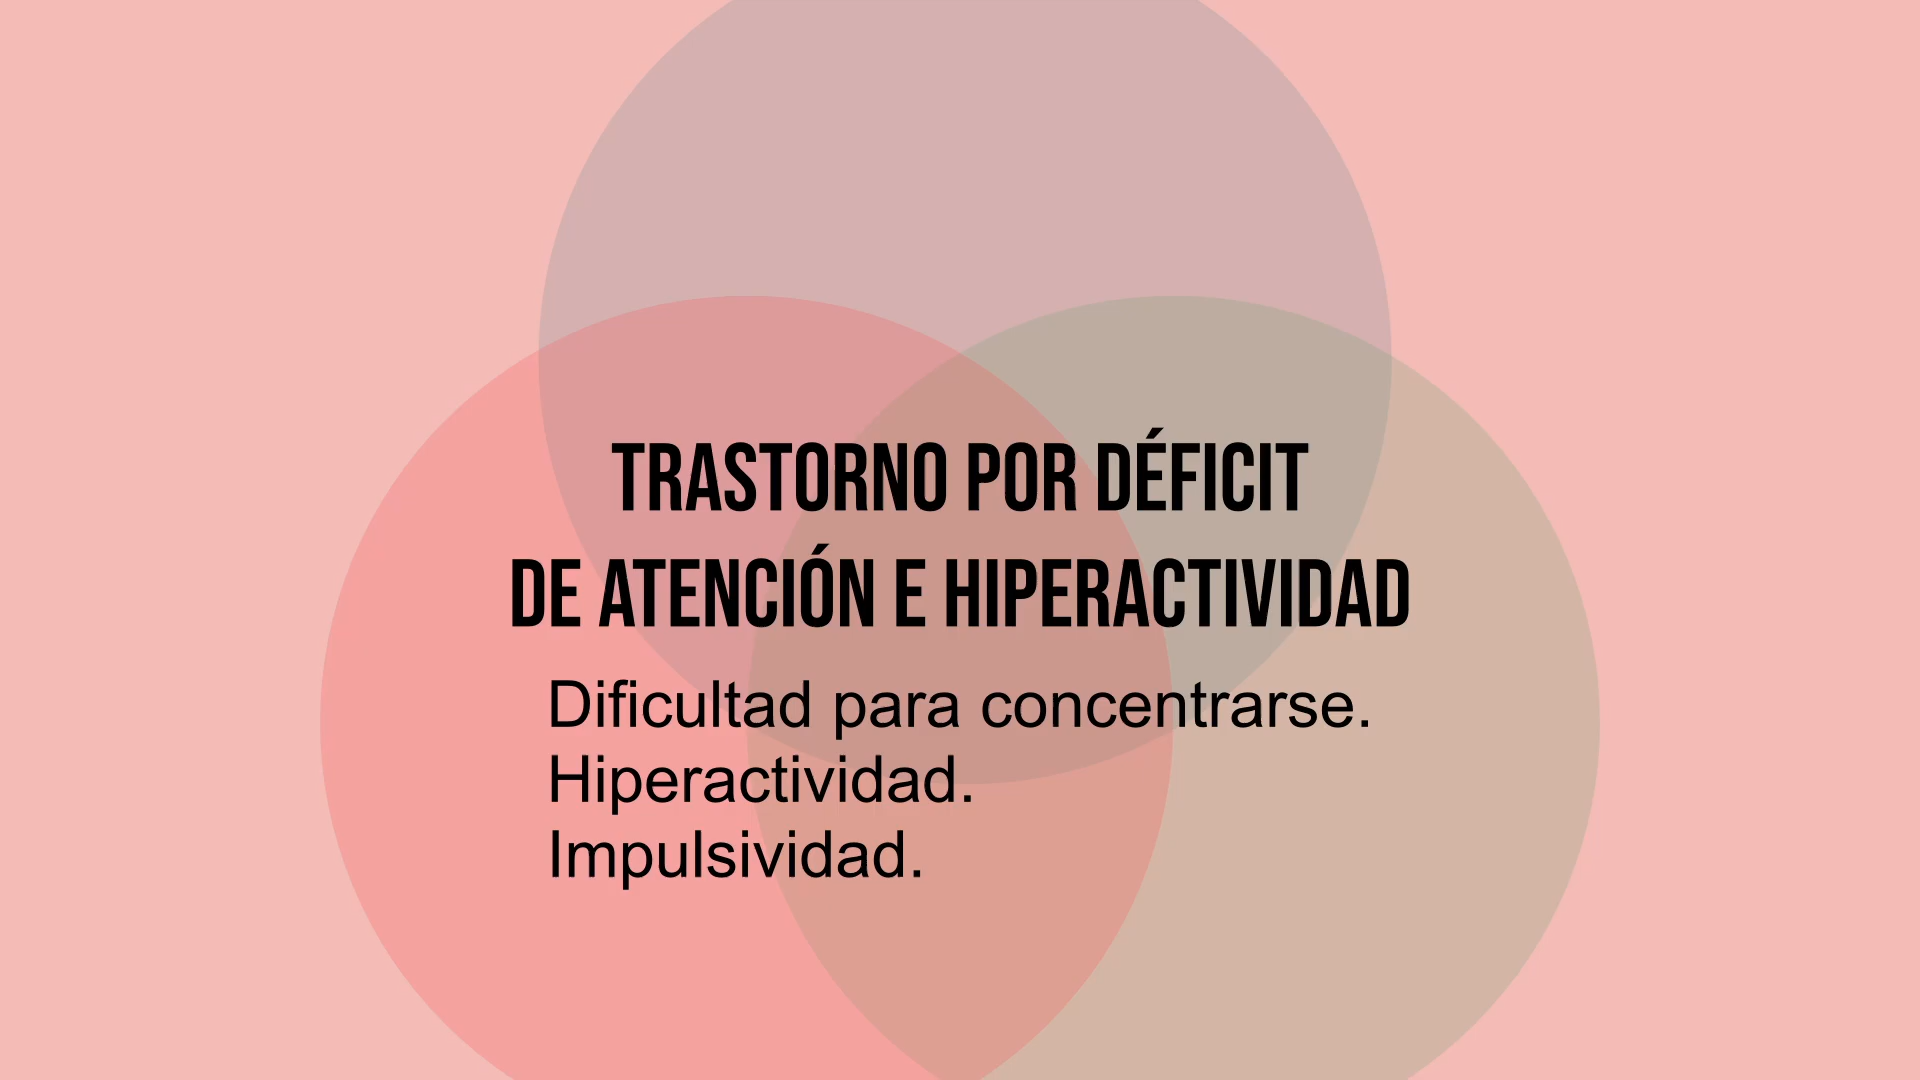 TRASTORNO POR DÉFICIT
DE ATENCIÓN E HIPERACTIVIDAD
Dificultad para concentrarse.
Hiperactividad.
Impulsividad.